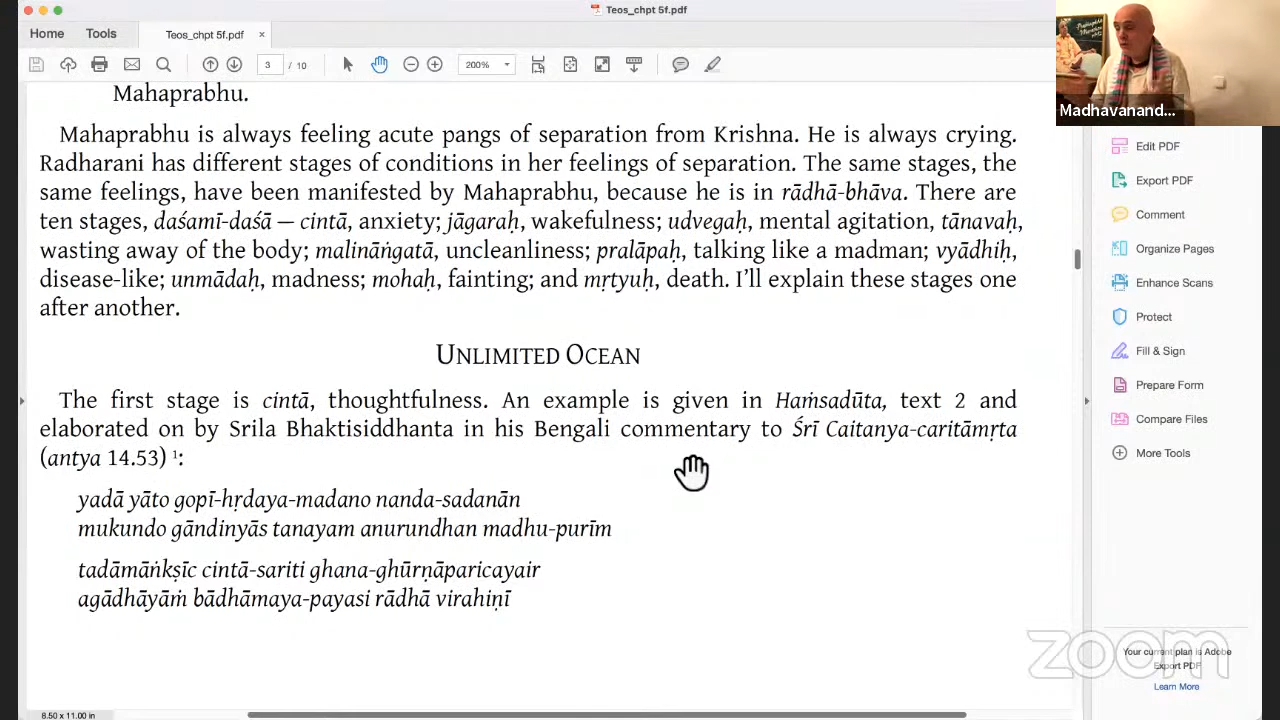 Teos_chpt 5f.pdf
Home
Tools
Teos_chpt 5f.pdf ×
3 / 10
200%
Mahaprabhu.
Mahaprabhu is always feeling acute pangs of separation from Krishna. He is always crying.
Radharani has different stages of conditions in her feelings of separation. The same stages, the
same feelings, have been manifested by Mahaprabhu, because he is in rādhā-bhāva. There are
ten stages, daśamī-daśā — cintā, anxiety; jāgaraḥ, wakefulness; udvegaḥ, mental agitation, tānavaḥ,
wasting away of the body; malināṅgatā, uncleanliness; pralāpaḥ, talking like a madman; vyādhiḥ,
disease-like; unmādaḥ, madness; mohaḥ, fainting; and mṛtyuḥ, death. I’ll explain these stages one
after another.
UNLIMITED OCEAN
The first stage is cintā, thoughtfulness. An example is given in Haṁsadūta, text 2 and
elaborated on by Srila Bhaktisiddhanta in his Bengali commentary to Śrī Caitanya-caritāmṛta
(antya 14.53) ¹:
yadā yāto gopī-hṛdaya-madano nanda-sadanān
mukundo gāndinyās tanayam anurundhan madhu-purīm
tadāmāṅkṣīc cintā-sariti ghana-ghūrṇāparicayair
agādhāyāṁ bādhāmaya-payasi rādhā virahiṇī
8.50 x 11.00 in
Madhavanand...
Edit PDF
Export PDF
Comment
Organize Pages
Enhance Scans
Protect
Fill & Sign
Prepare Form
Compare Files
More Tools
Your current plan is Adobe
Export PDF
Learn More
zoom